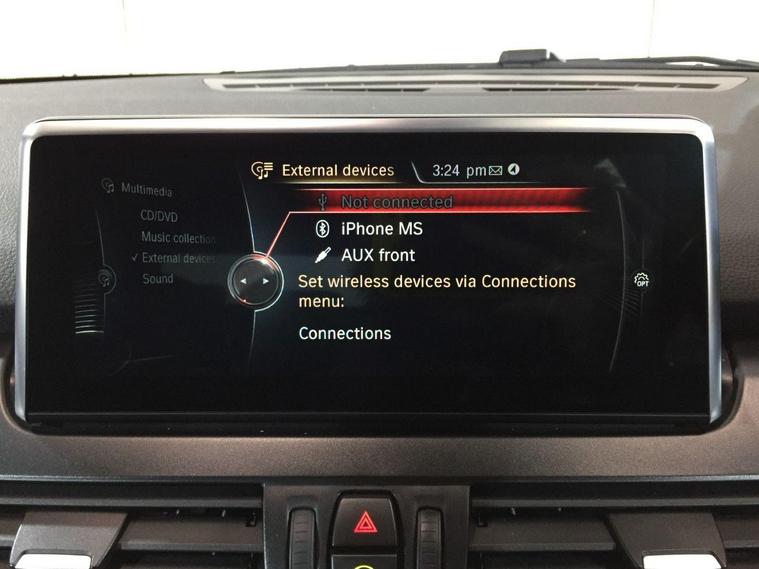 External devices
3:24 pm
Multimedia
CD/DVD
Music collection
External devices
Sound
Not connected
iPhone MS
AUX front
Set wireless devices via Connections
menu:
Connections
OPT